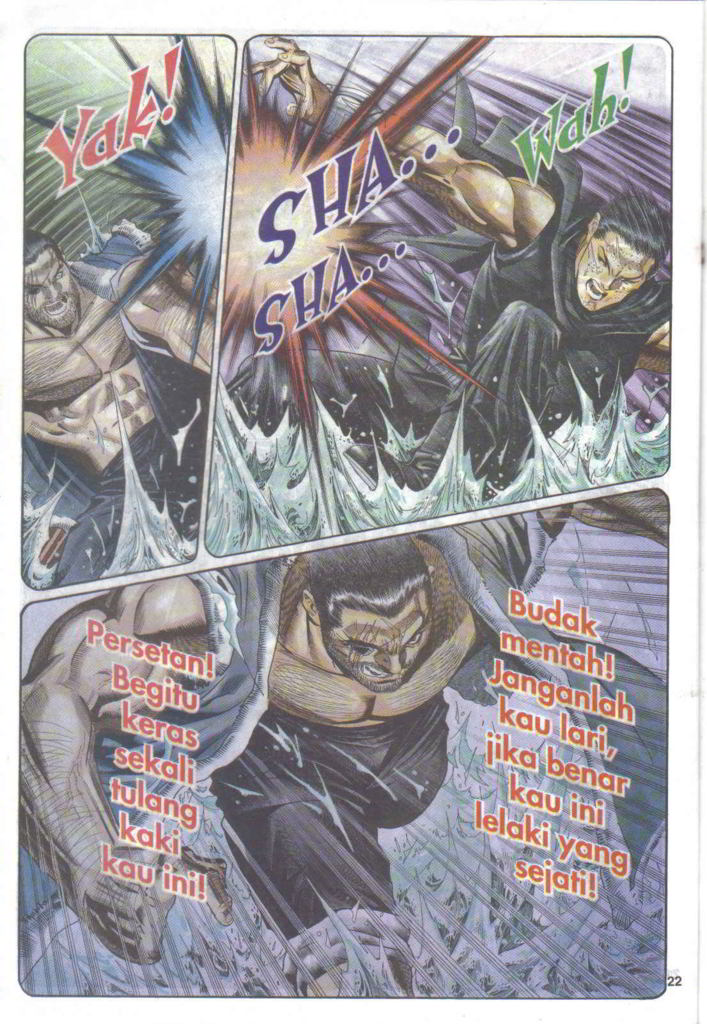 Yak!
Wah!
SHA...
SHA...
Persetan!
Begitu
keras
sekali
tulang
kaki
kau ini!
Budak
mentah!
Janganlah
kau lari,
jika benar
kau ini
lelaki yang
sejati!
22